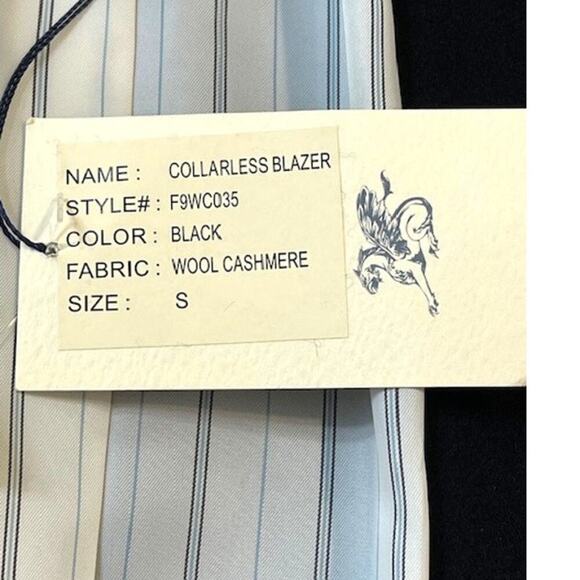 NAME : COLLARLESS BLAZER
STYLE# : F9WC035
COLOR : BLACK
FABRIC : WOOL CASHMERE
SIZE : S